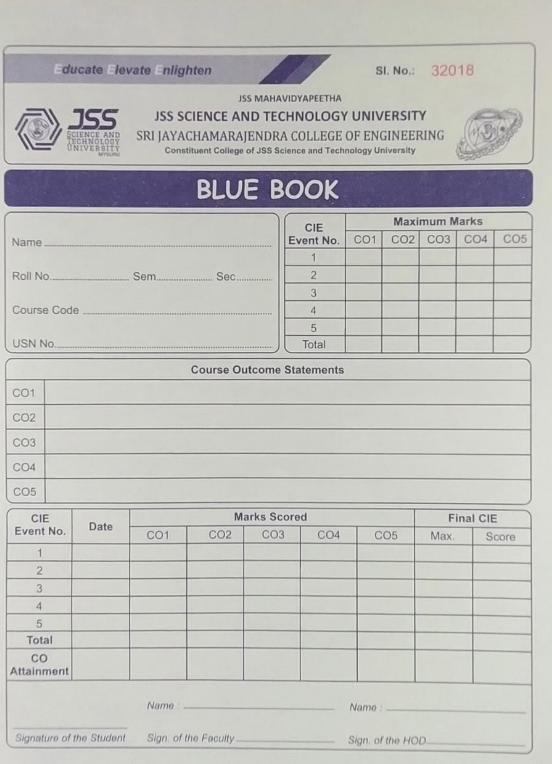 Educate Elevate Enlighten
Sl. No.: 32018
JSS MAHAVIDYAPEETHA
JSS SCIENCE AND TECHNOLOGY UNIVERSITY
SRI JAYACHAMARAJENDRA COLLEGE OF ENGINEERING
Constituent College of JSS Science and Technology University
JSS
SCIENCE AND
TECHNOLOGY
UNIVERSITY
MYSURU
BLUE BOOK
Name
Roll No. Sem. Sec.
Course Code
USN No.
CIE Event No. Maximum Marks
CO1 CO2 CO3 CO4 CO5
1
2
3
4
5
Total
Course Outcome Statements
CO1
CO2
CO3
CO4
CO5
CIE Event No. Date Marks Scored Final CIE
CO1 CO2 CO3 CO4 CO5 Max. Score
1
2
3
4
5
Total
CO
Attainment
Name : Name :
Signature of the Student Sign. of the Faculty Sign. of the HOD